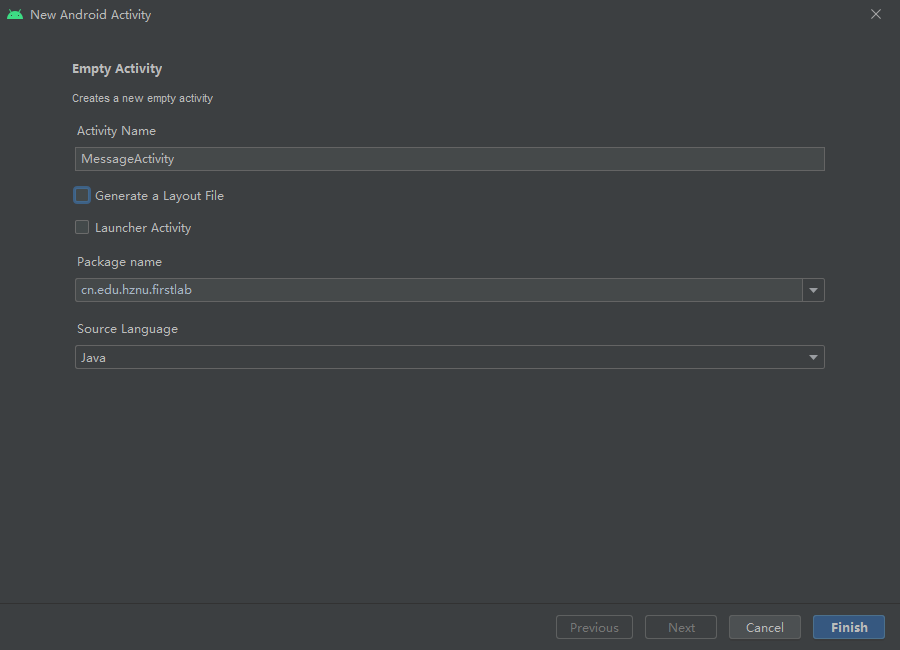 New Android Activity
Empty Activity
Creates a new empty activity
Activity Name
MessageActivity
Generate a Layout File
Launcher Activity
Package name
cn.edu.hznu.firstlab
Source Language
Java
Previous Next Cancel Finish